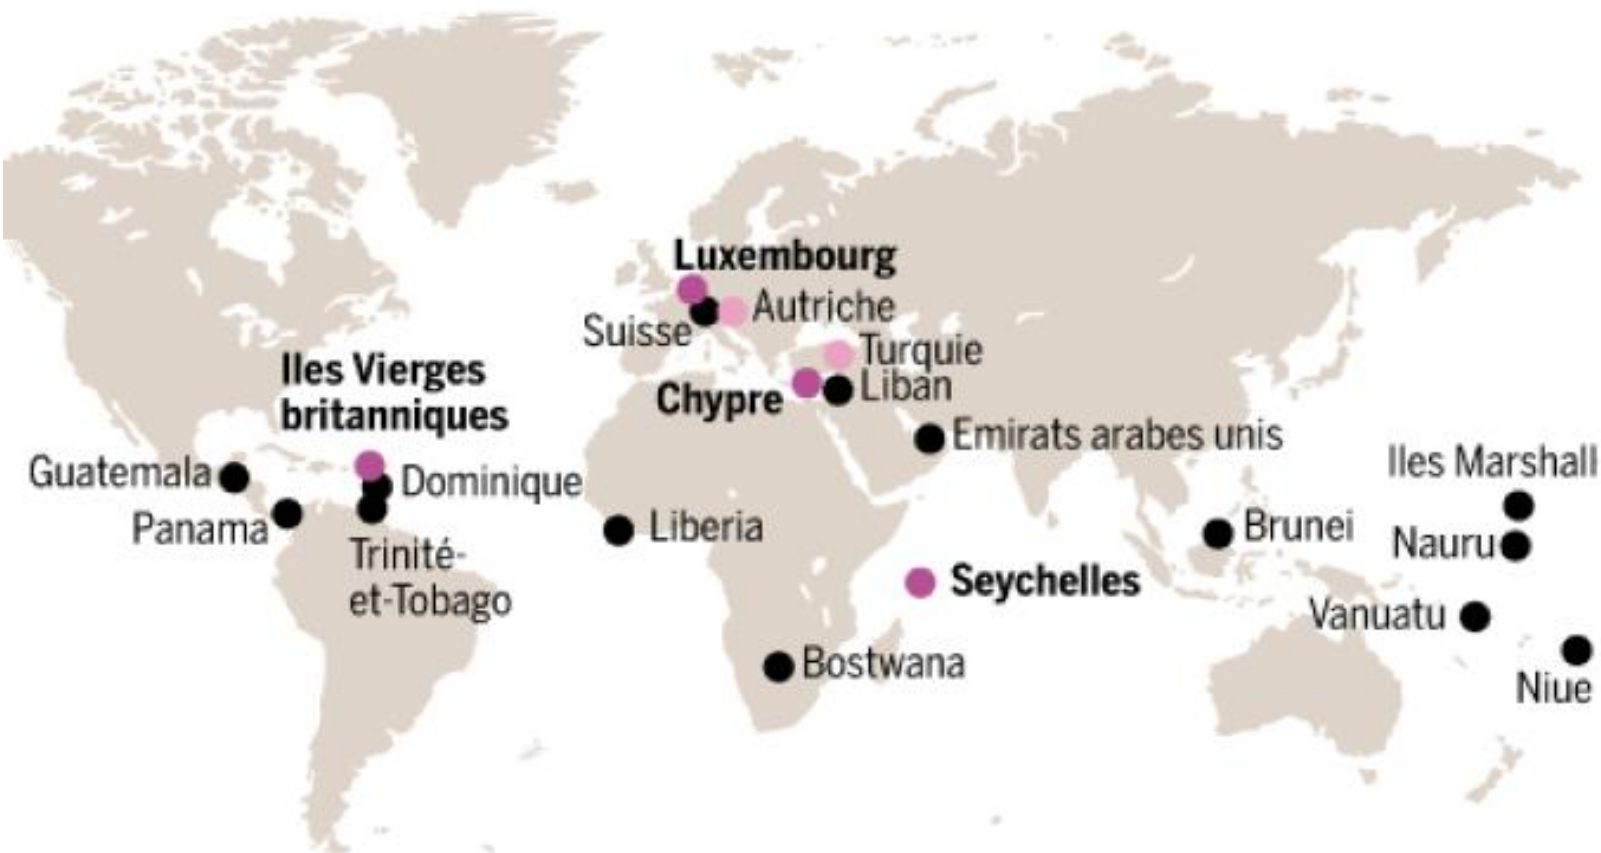 Luxembourg
Autriche
Suisse
Turquie
Iles Vierges
britanniques
Liban
Chypre
Emirats arabes unis
Iles Marshall
Guatemala
Dominique
Panama
Liberia
Brunei
Nauru
Trinité-
et-Tobago
Seychelles
Vanuatu
Bostwana
Niue